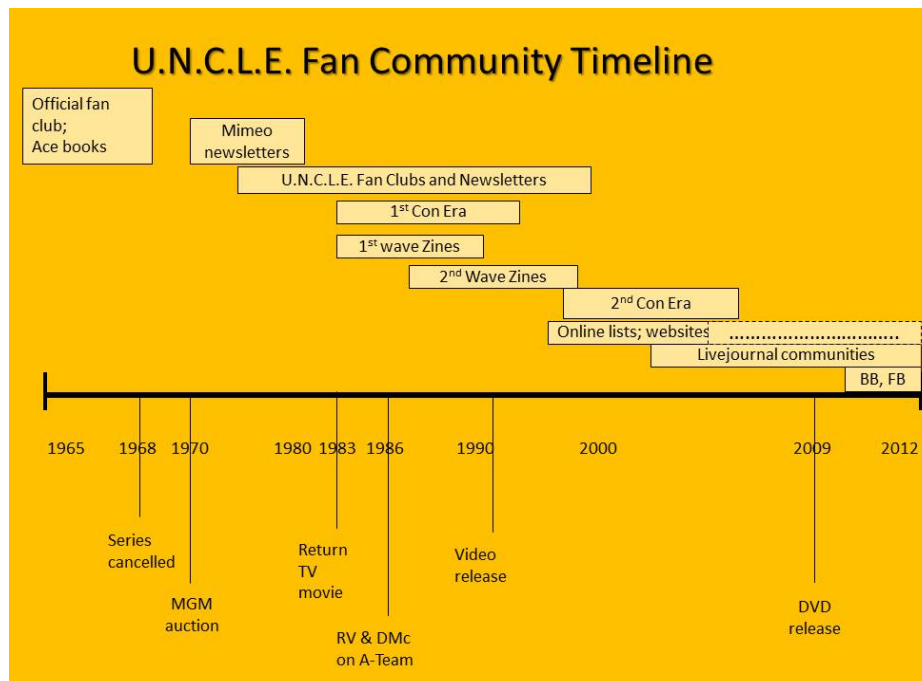 U.N.C.L.E. Fan Community Timeline
Official fan
club;
Ace books
Mimeo
newsletters
U.N.C.L.E. Fan Clubs and Newsletters
1st Con Era
1st wave Zines
2nd Wave Zines
2nd Con Era
Online lists; websites ................................
Livejournal communities
BB, FB
1965 1968 1970 1980 1983 1986 1990 2000 2009 2012
Series
cancelled
MGM
auction
Return
TV
movie
RV & DMc
on A-Team
Video
release
DVD
release